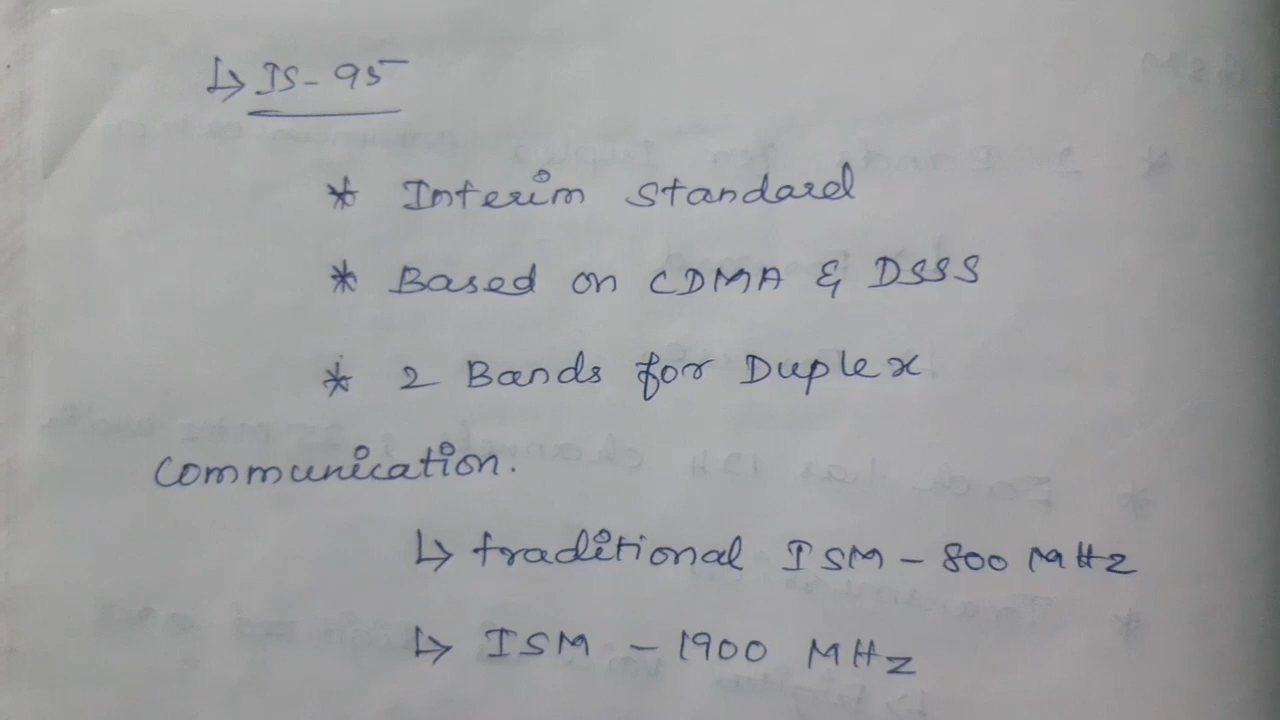 ↳ IS-95
* Interim Standard
* Based on CDMA & DSSS
* 2 Bands for Duplex
Communication.
↳ traditional ISM - 800 MHz
↳ ISM - 1900 MHz